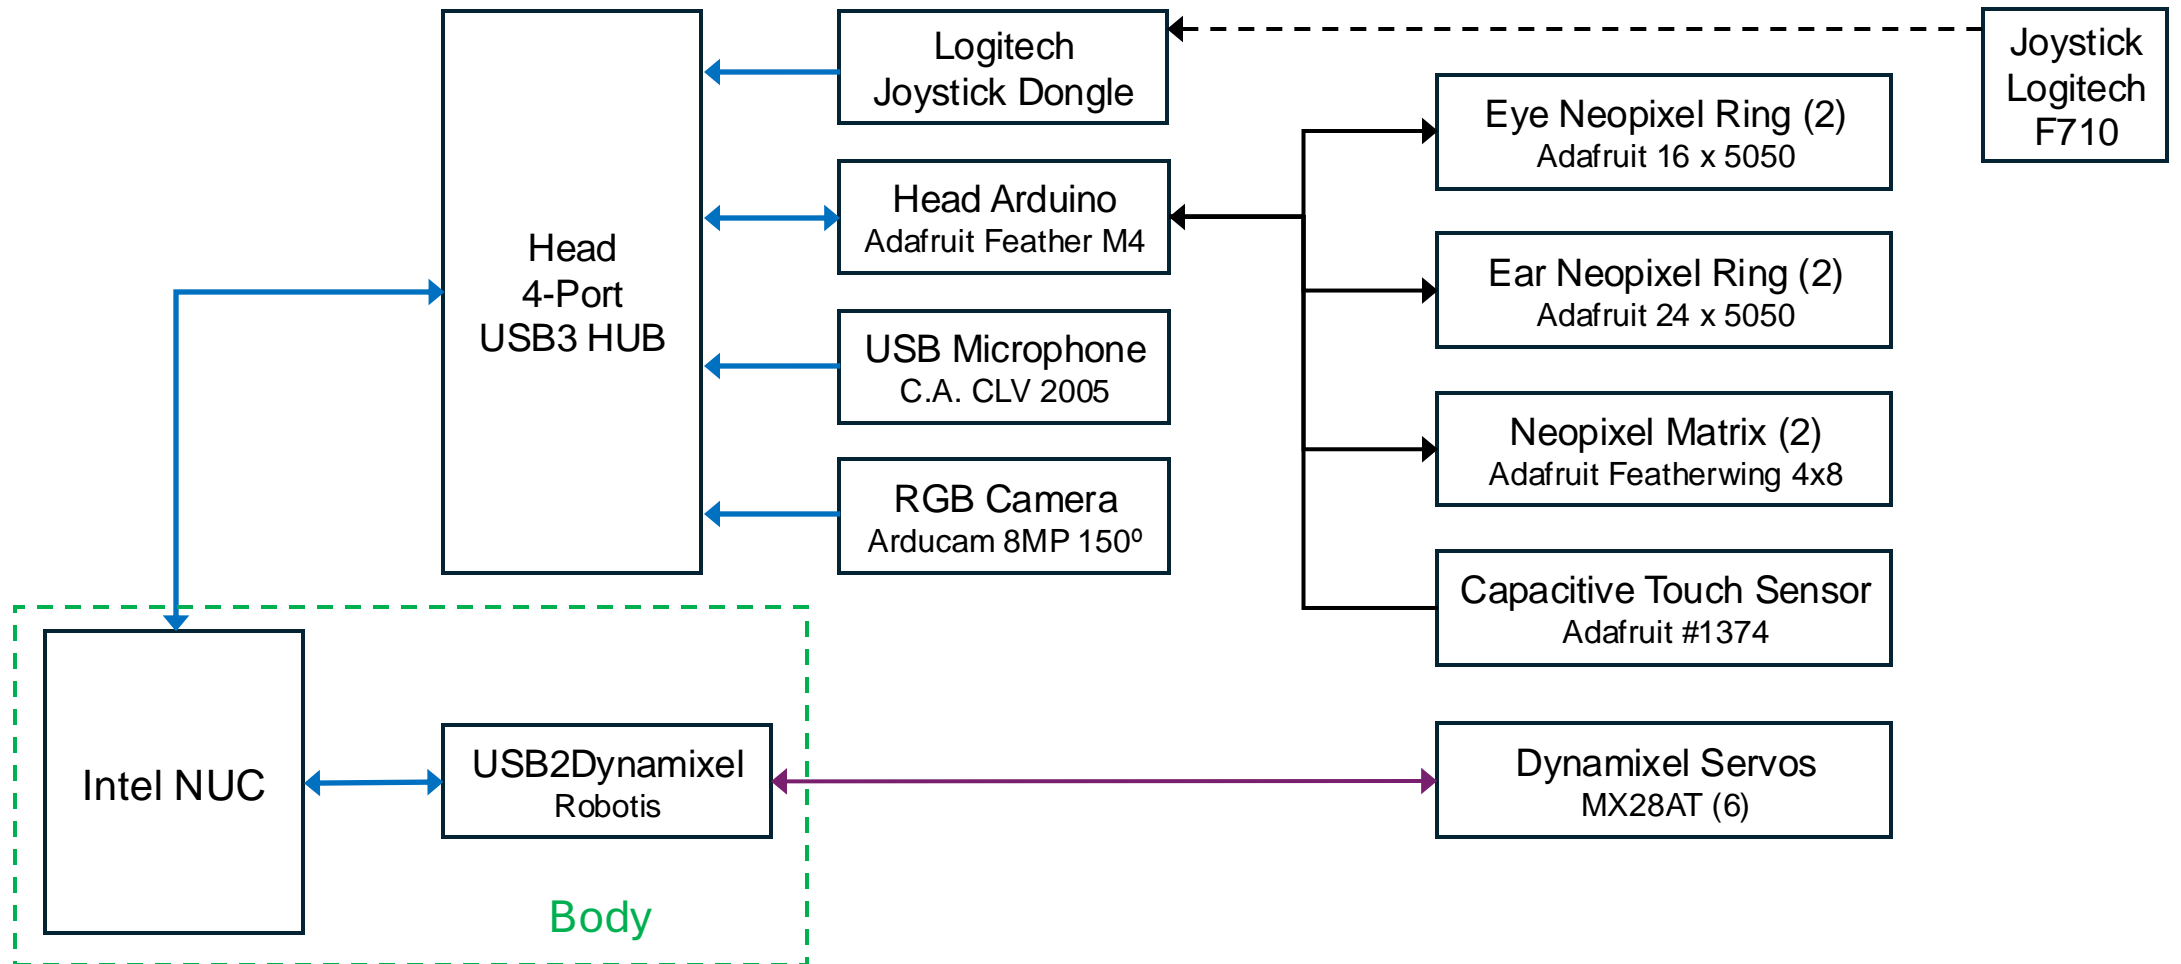 Head
4-Port
USB3 HUB
Logitech
Joystick Dongle
Head Arduino
Adafruit Feather M4
USB Microphone
C.A. CLV 2005
RGB Camera
Arducam 8MP 150º
Eye Neopixel Ring (2)
Adafruit 16 x 5050
Ear Neopixel Ring (2)
Adafruit 24 x 5050
Neopixel Matrix (2)
Adafruit Featherwing 4x8
Capacitive Touch Sensor
Adafruit #1374
Joystick
Logitech
F710
Intel NUC
USB2Dynamixel
Robotis
Dynamixel Servos
MX28AT (6)
Body